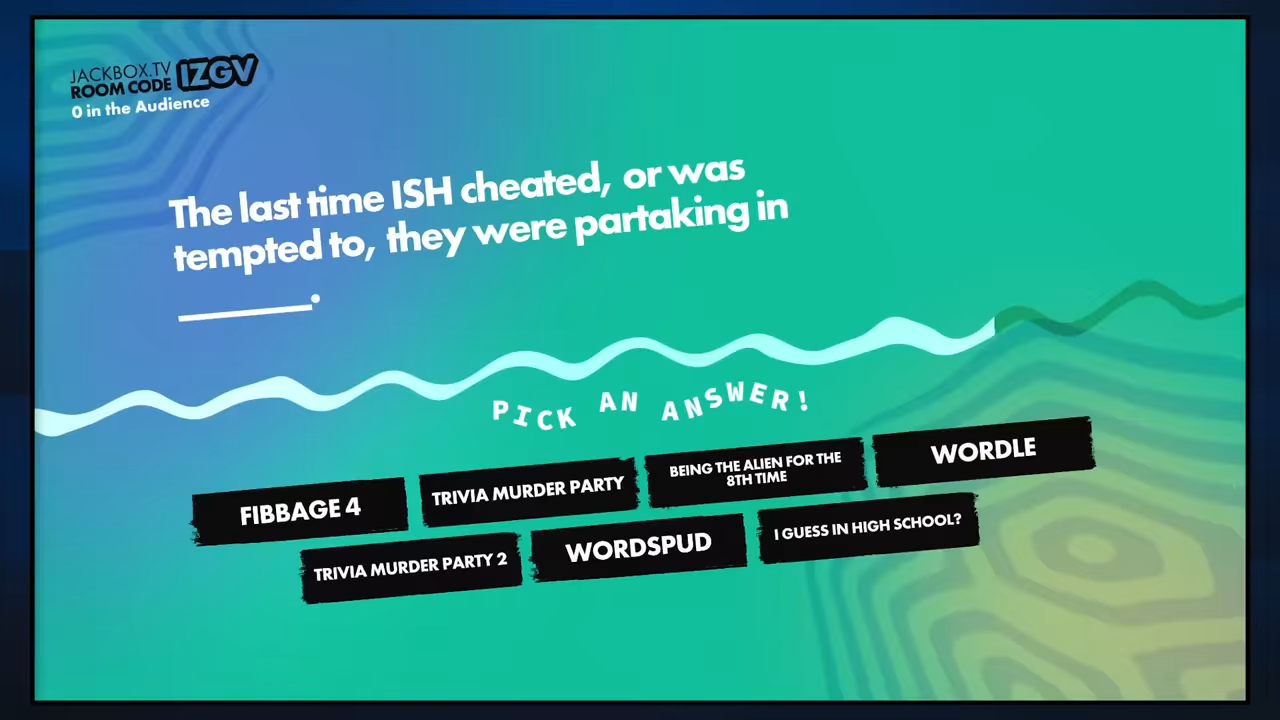 JACKBOX.TV
ROOM CODE IZGV
0 in the Audience
The last time ISH cheated, or was
tempted to, they were partaking in
________.
PICK AN ANSWER!
FIBBAGE 4
TRIVIA MURDER PARTY
BEING THE ALIEN FOR THE
8TH TIME
WORDLE
TRIVIA MURDER PARTY 2
WORDSPUD
I GUESS IN HIGH SCHOOL?